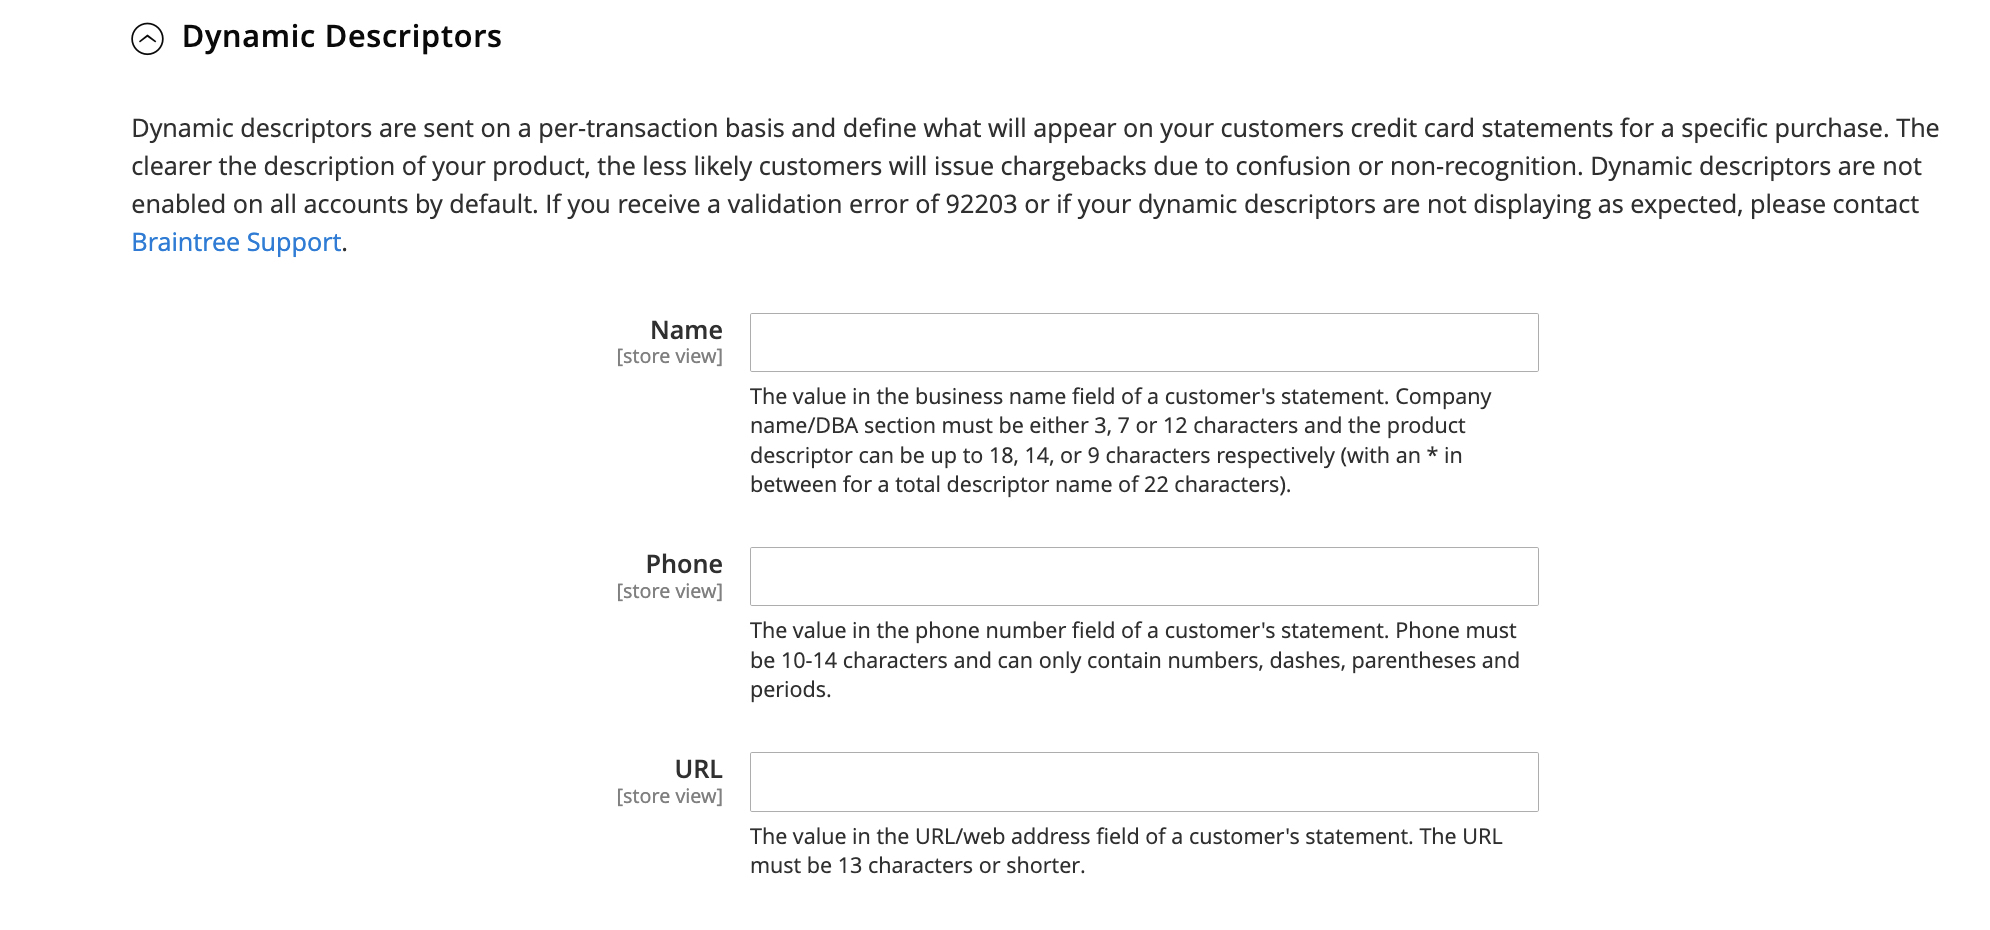 Dynamic Descriptors
Dynamic descriptors are sent on a per-transaction basis and define what will appear on your customers credit card statements for a specific purchase. The
clearer the description of your product, the less likely customers will issue chargebacks due to confusion or non-recognition. Dynamic descriptors are not
enabled on all accounts by default. If you receive a validation error of 92203 or if your dynamic descriptors are not displaying as expected, please contact
Braintree Support.
Name
[store view]
The value in the business name field of a customer's statement. Company
name/DBA section must be either 3, 7 or 12 characters and the product
descriptor can be up to 18, 14, or 9 characters respectively (with an * in
between for a total descriptor name of 22 characters).
Phone
[store view]
The value in the phone number field of a customer's statement. Phone must
be 10-14 characters and can only contain numbers, dashes, parentheses and
periods.
URL
[store view]
The value in the URL/web address field of a customer's statement. The URL
must be 13 characters or shorter.